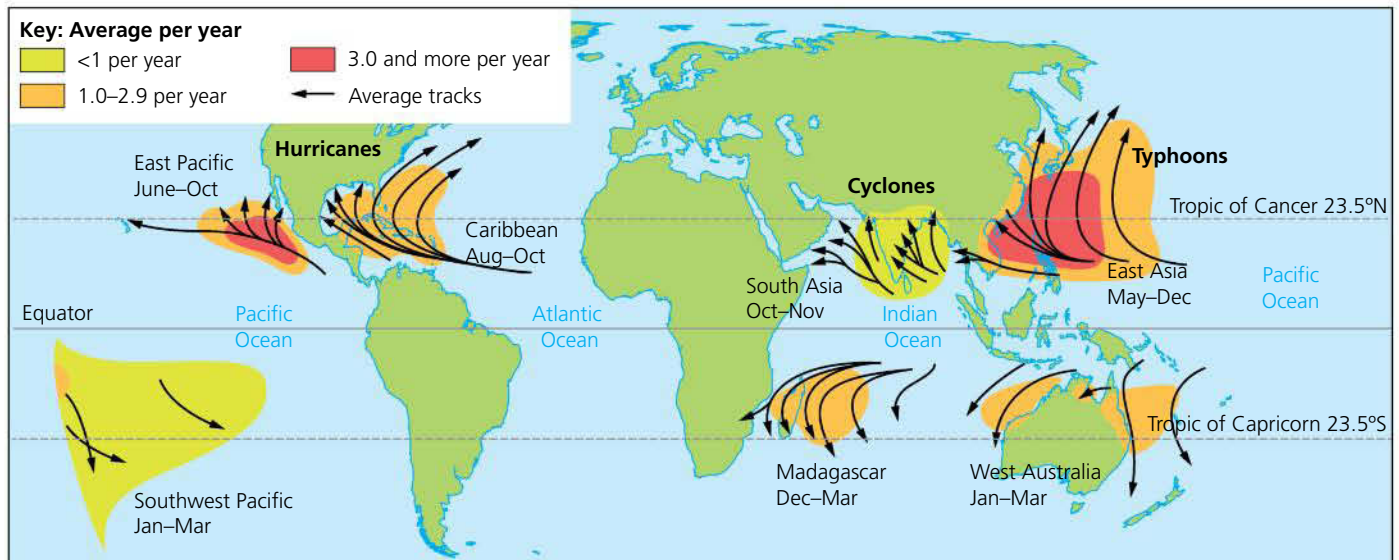 Key: Average per year
<1 per year
3.0 and more per year
1.0–2.9 per year
Average tracks
East Pacific
June–Oct
Hurricanes
Caribbean
Aug–Oct
Cyclones
South Asia
Oct–Nov
Typhoons
Tropic of Cancer 23.5ºN
East Asia
May–Dec
Pacific
Ocean
Equator
Pacific
Ocean
Atlantic
Ocean
Indian
Ocean
Southwest Pacific
Jan–Mar
Madagascar
Dec–Mar
West Australia
Jan–Mar
Tropic of Capricorn 23.5ºS